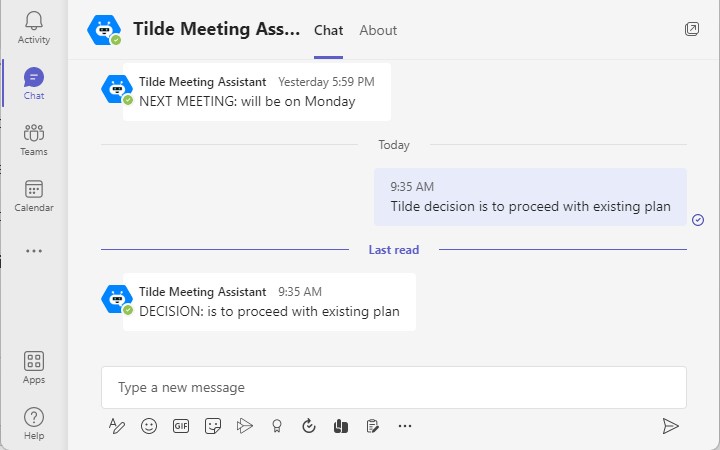 Tilde Meeting Ass...
Chat
About
Activity
Chat
Teams
Calendar
Apps
Help
Tilde Meeting Assistant Yesterday 5:59 PM
NEXT MEETING: will be on Monday
Today
9:35 AM
Tilde decision is to proceed with existing plan
Last read
Tilde Meeting Assistant 9:35 AM
DECISION: is to proceed with existing plan
Type a new message
GIF